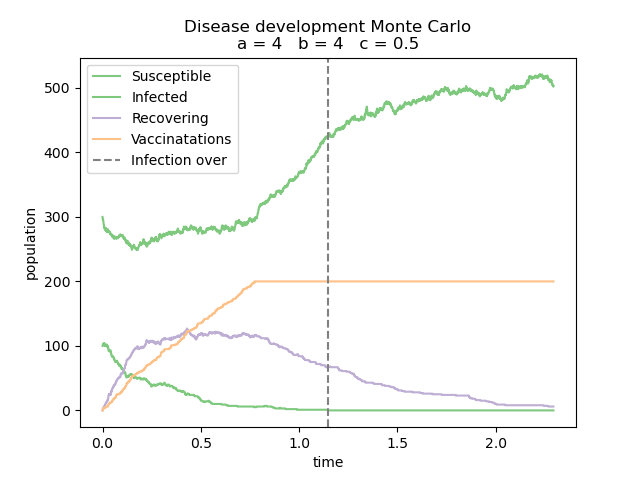 Disease development Monte Carlo
a = 4   b = 4   c = 0.5
Susceptible
Infected
Recovering
Vaccinatations
Infection over
population
500
400
300
200
100
0
0.0 0.5 1.0 1.5 2.0
time